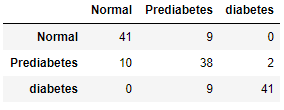 Normal Prediabetes diabetes
Normal 41 9 0
Prediabetes 10 38 2
diabetes 0 9 41